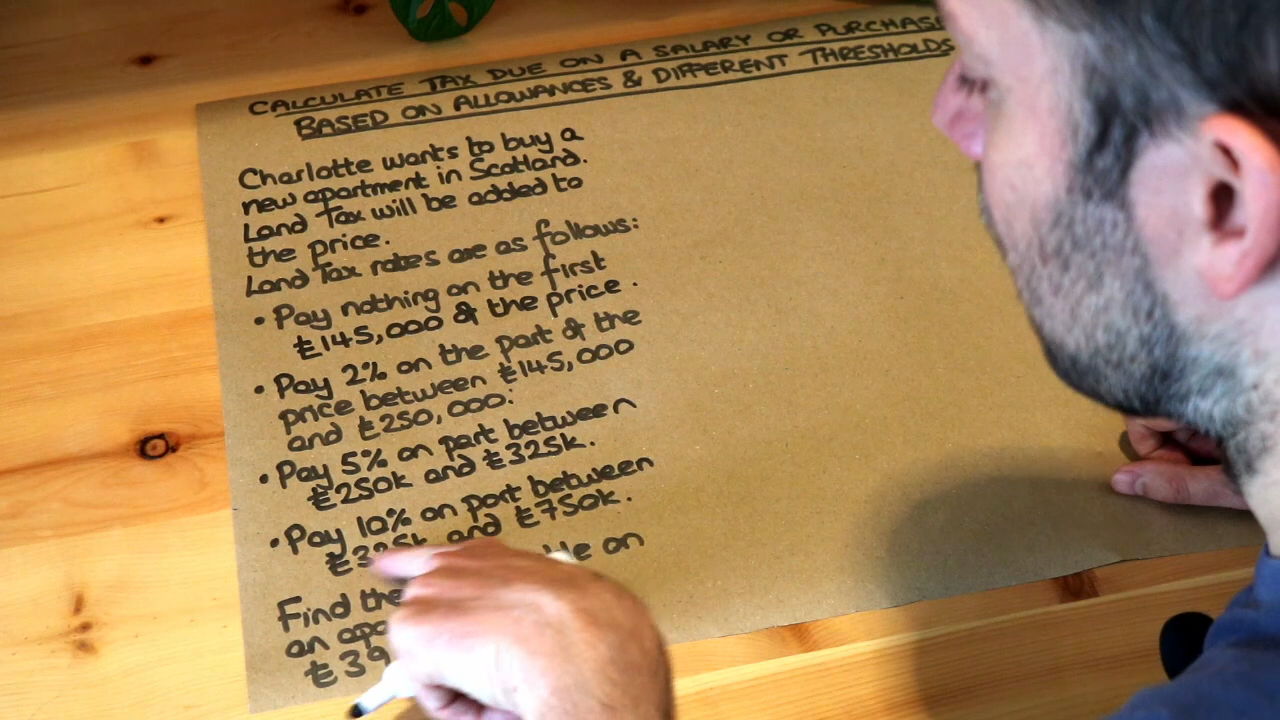 CALCULATE TAX DUE ON A SALARY OR PURCHASE
BASED ON ALLOWANCES & DIFFERENT THRESHOLDS
Charlotte wants to buy a
new apartment in Scotland.
Land Tax will be added to
the price.
Land Tax rates are as follows:
• Pay nothing on the first
£145,000 of the price.
• Pay 2% on the part of the
price between £145,000
and £250,000.
• Pay 5% on part between
£250k and £325k.
• Pay 10% on part between
£325k and £750k.
Find the on
an
£39